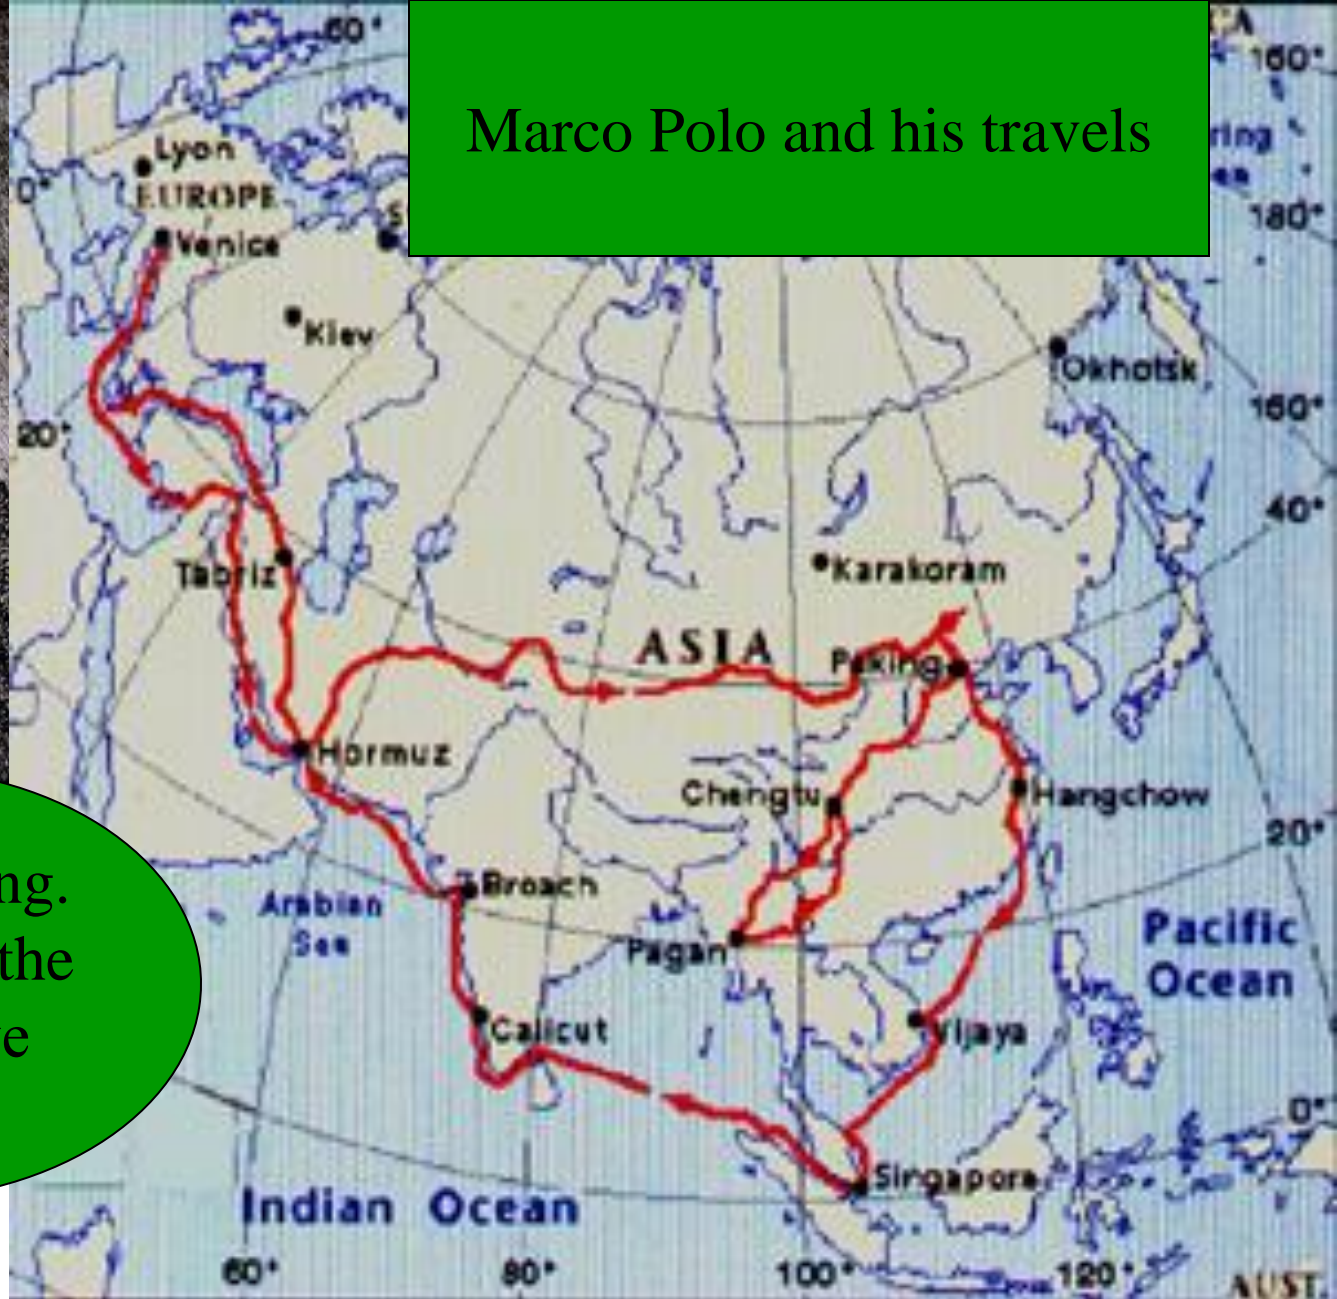 60°
Marco Polo and his travels
160°
ring
Lyon
0°
EUROPE
180°
Venice
Kiev
Okhotsk
160°
20°
40°
Tabriz
Karakoram
ASIA
Peking
Hormuz
Chengtu
Hangchow
20°
ng.
Broach
Arabian
Sea
the
Pagan
Pacific
Ocean
e
Calicut
Vijaya
0°
Singapore
Indian Ocean
60°
80°
100°
120°
AUST.